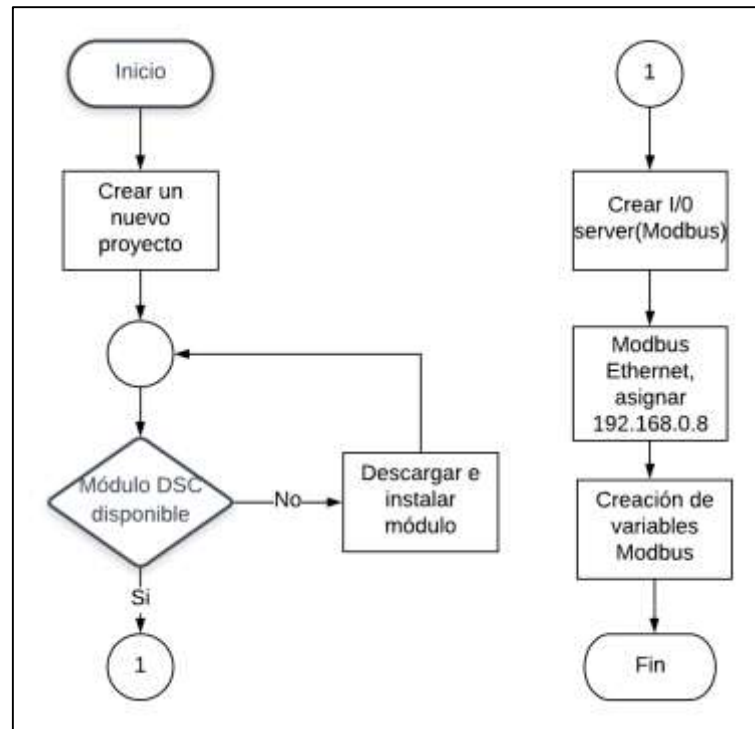 Inicio
Crear un
nuevo
proyecto
Módulo DSC
disponible
No
Descargar e
instalar
módulo
Si
1
1
Crear I/0
server(Modbus)
Modbus
Ethernet,
asignar
192.168.0.8
Creación de
variables
Modbus
Fin